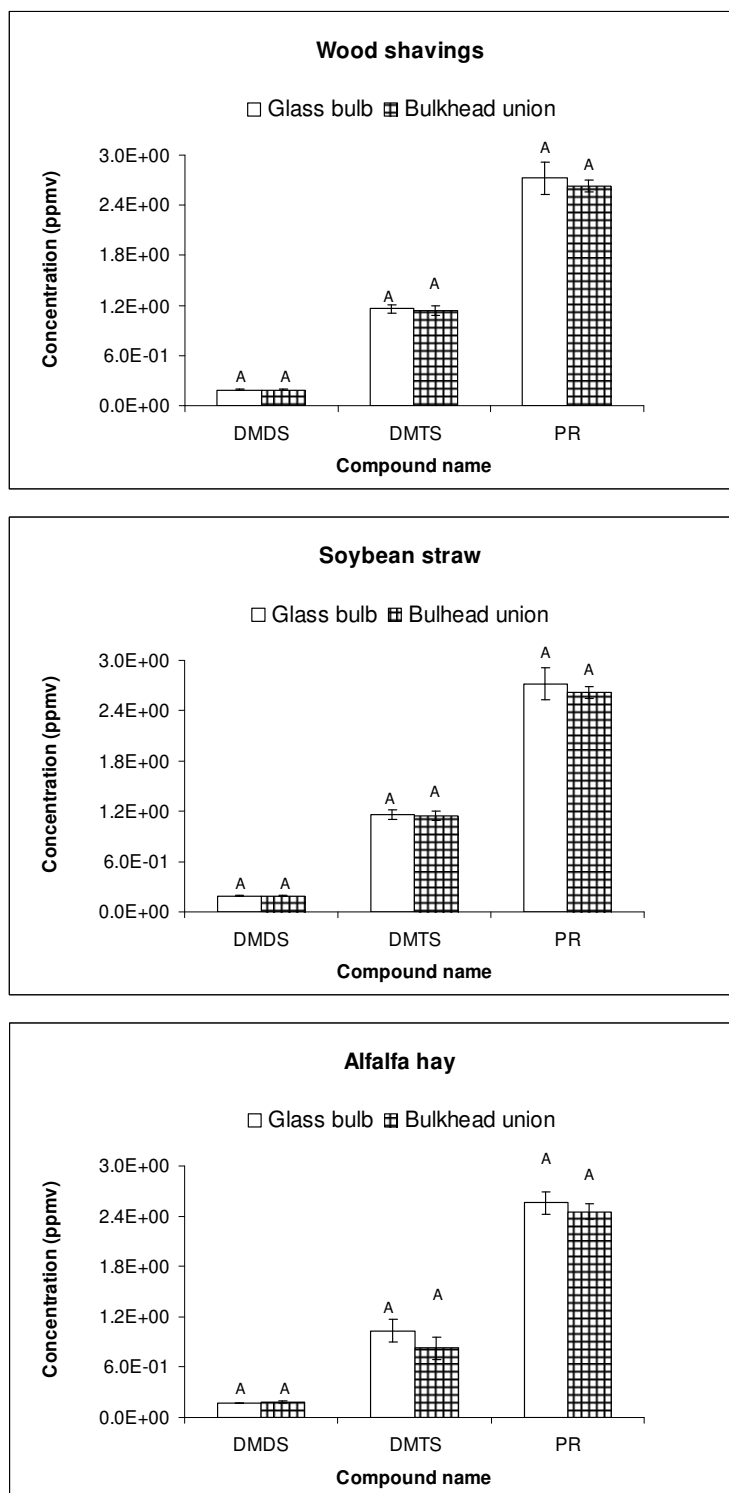 Wood shavings
Glass bulb Bulkhead union
Concentration (ppmv)
3.0E+00
2.4E+00
1.8E+00
1.2E+00
6.0E-01
0.0E+00
A A A A A A
DMDS DMTS PR
Compound name
Soybean straw
Glass bulb Bulhead union
Concentration (ppmv)
3.0E+00
2.4E+00
1.8E+00
1.2E+00
6.0E-01
0.0E+00
A A A A A A
DMDS DMTS PR
Compound name
Alfalfa hay
Glass bulb Bulkhead union
Concentration (ppmv)
3.0E+00
2.4E+00
1.8E+00
1.2E+00
6.0E-01
0.0E+00
A A A A A A
DMDS DMTS PR
Compound name